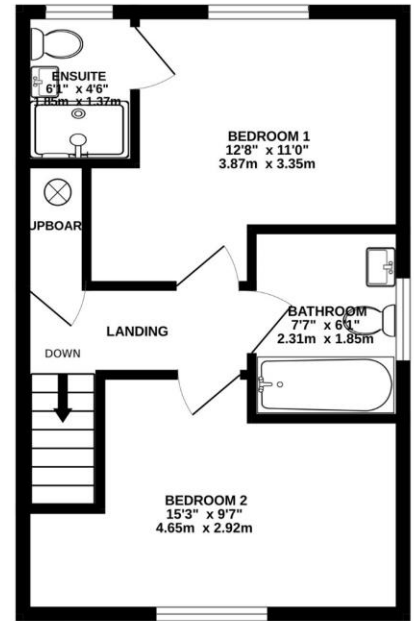 ENSUITE
6'1" x 4'6"
1.85m x 1.37m
BEDROOM 1
12'8" x 11'0"
3.87m x 3.35m
UPBOAR
BATHROOM
7'7" x 6'1"
2.31m x 1.85m
LANDING
DOWN
BEDROOM 2
15'3" x 9'7"
4.65m x 2.92m